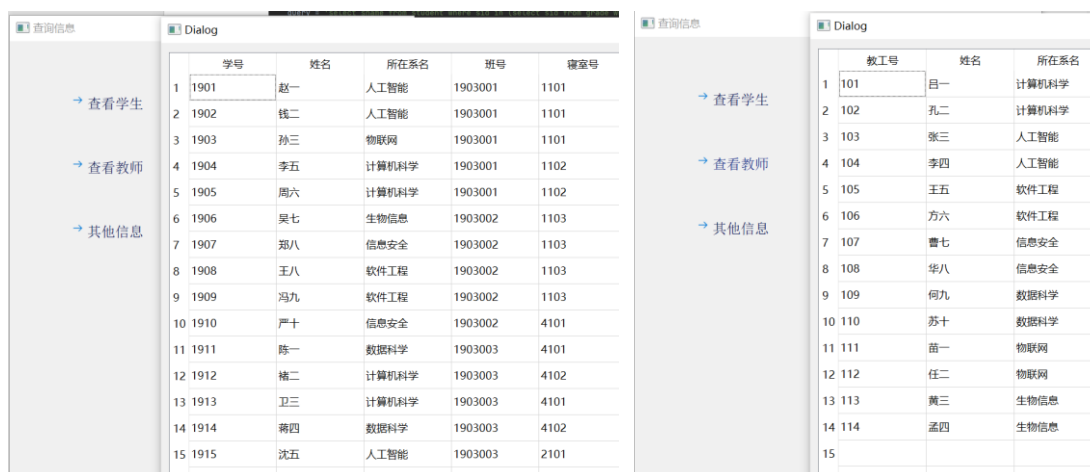 查询信息
Dialog
学号 姓名 所在系名 班号 寝室号
1 1901 赵一 人工智能 1903001 1101
2 1902 钱二 人工智能 1903001 1101
3 1903 孙三 物联网 1903001 1101
4 1904 李五 计算机科学 1903001 1102
5 1905 周六 计算机科学 1903001 1102
6 1906 吴七 生物信息 1903002 1103
7 1907 郑八 信息安全 1903002 1103
8 1908 王八 软件工程 1903002 1103
9 1909 冯九 软件工程 1903002 1103
10 1910 严十 信息安全 1903002 4101
11 1911 陈一 数据科学 1903003 4101
12 1912 褚二 计算机科学 1903003 4102
13 1913 卫三 计算机科学 1903003 4101
14 1914 蒋四 数据科学 1903003 4102
15 1915 沈五 人工智能 1903003 2101
查看学生
查看教师
其他信息
查询信息
Dialog
教工号 姓名 所在系名
1 101 吕一 计算机科学
2 102 孔二 计算机科学
3 103 张三 人工智能
4 104 李四 人工智能
5 105 王五 软件工程
6 106 方六 软件工程
7 107 曹七 信息安全
8 108 华八 信息安全
9 109 何九 数据科学
10 110 苏十 数据科学
11 111 苗一 物联网
12 112 任二 物联网
13 113 黄三 生物信息
14 114 孟四 生物信息
15
查看学生
查看教师
其他信息